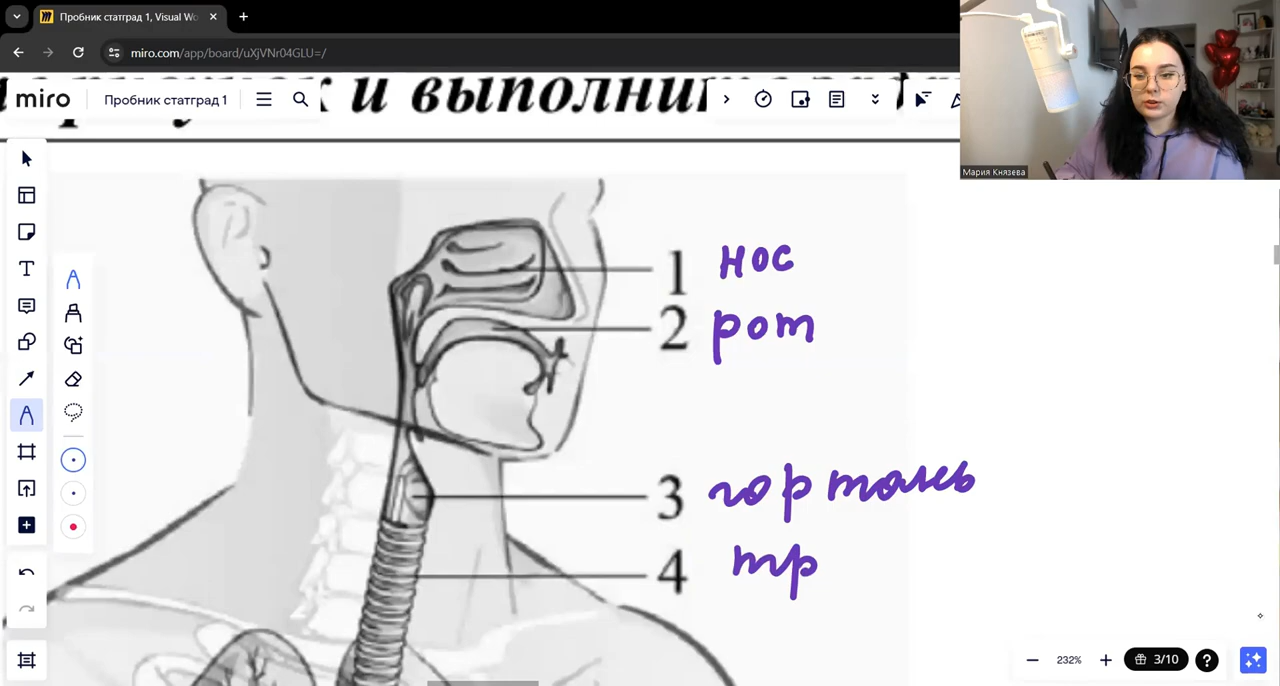 Пробник статград 1, Visual Wo
miro.com/app/board/uXjVNr04GLU=/
miro
Пробник статград 1
и выполни
Мария Князева
1 нос
2 рот
3 гортань
4 тр
232%
3/10